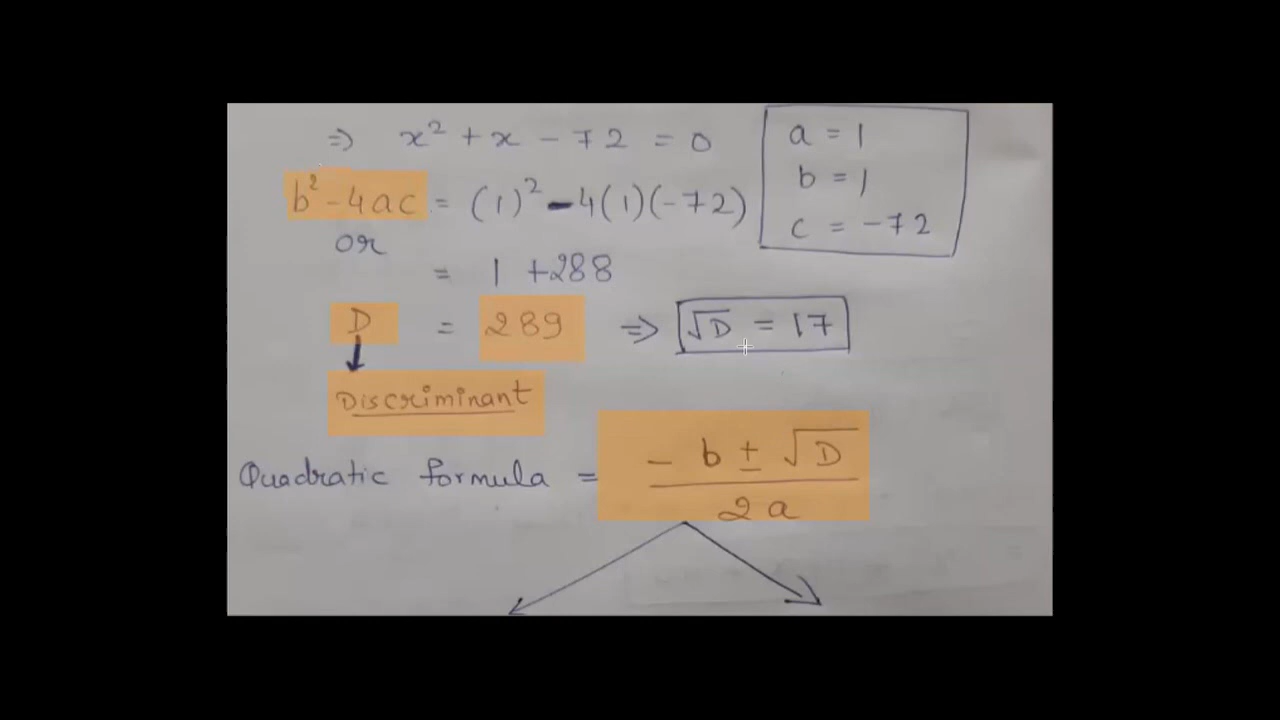 ⇒ x² + x - 72 = 0
a = 1
b = 1
c = -72
b² - 4ac = (1)² - 4(1)(-72)
or
= 1 + 288
D = 289 ⇒ √D = 17
Discriminant
Quadratic formula = (- b ± √D) / 2a